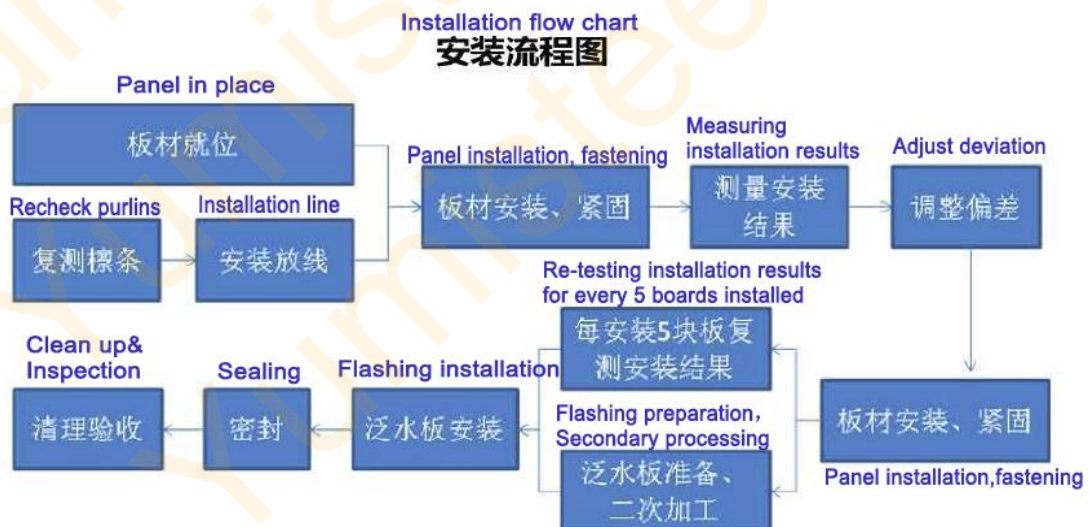 Installation flow chart
安装流程图
Panel in place
板材就位
Recheck purlins
复测檩条
Installation line
安装放线
Panel installation, fastening
板材安装、紧固
Measuring
installation results
测量安装
结果
Adjust deviation
调整偏差
Panel installation,fastening
板材安装、紧固
Re-testing installation results
for every 5 boards installed
每安装5块板复
测安装结果
Flashing preparation，
Secondary processing
泛水板准备、
二次加工
Flashing installation
泛水板安装
Sealing
密封
Clean up&
Inspection
清理验收
Yumisteel